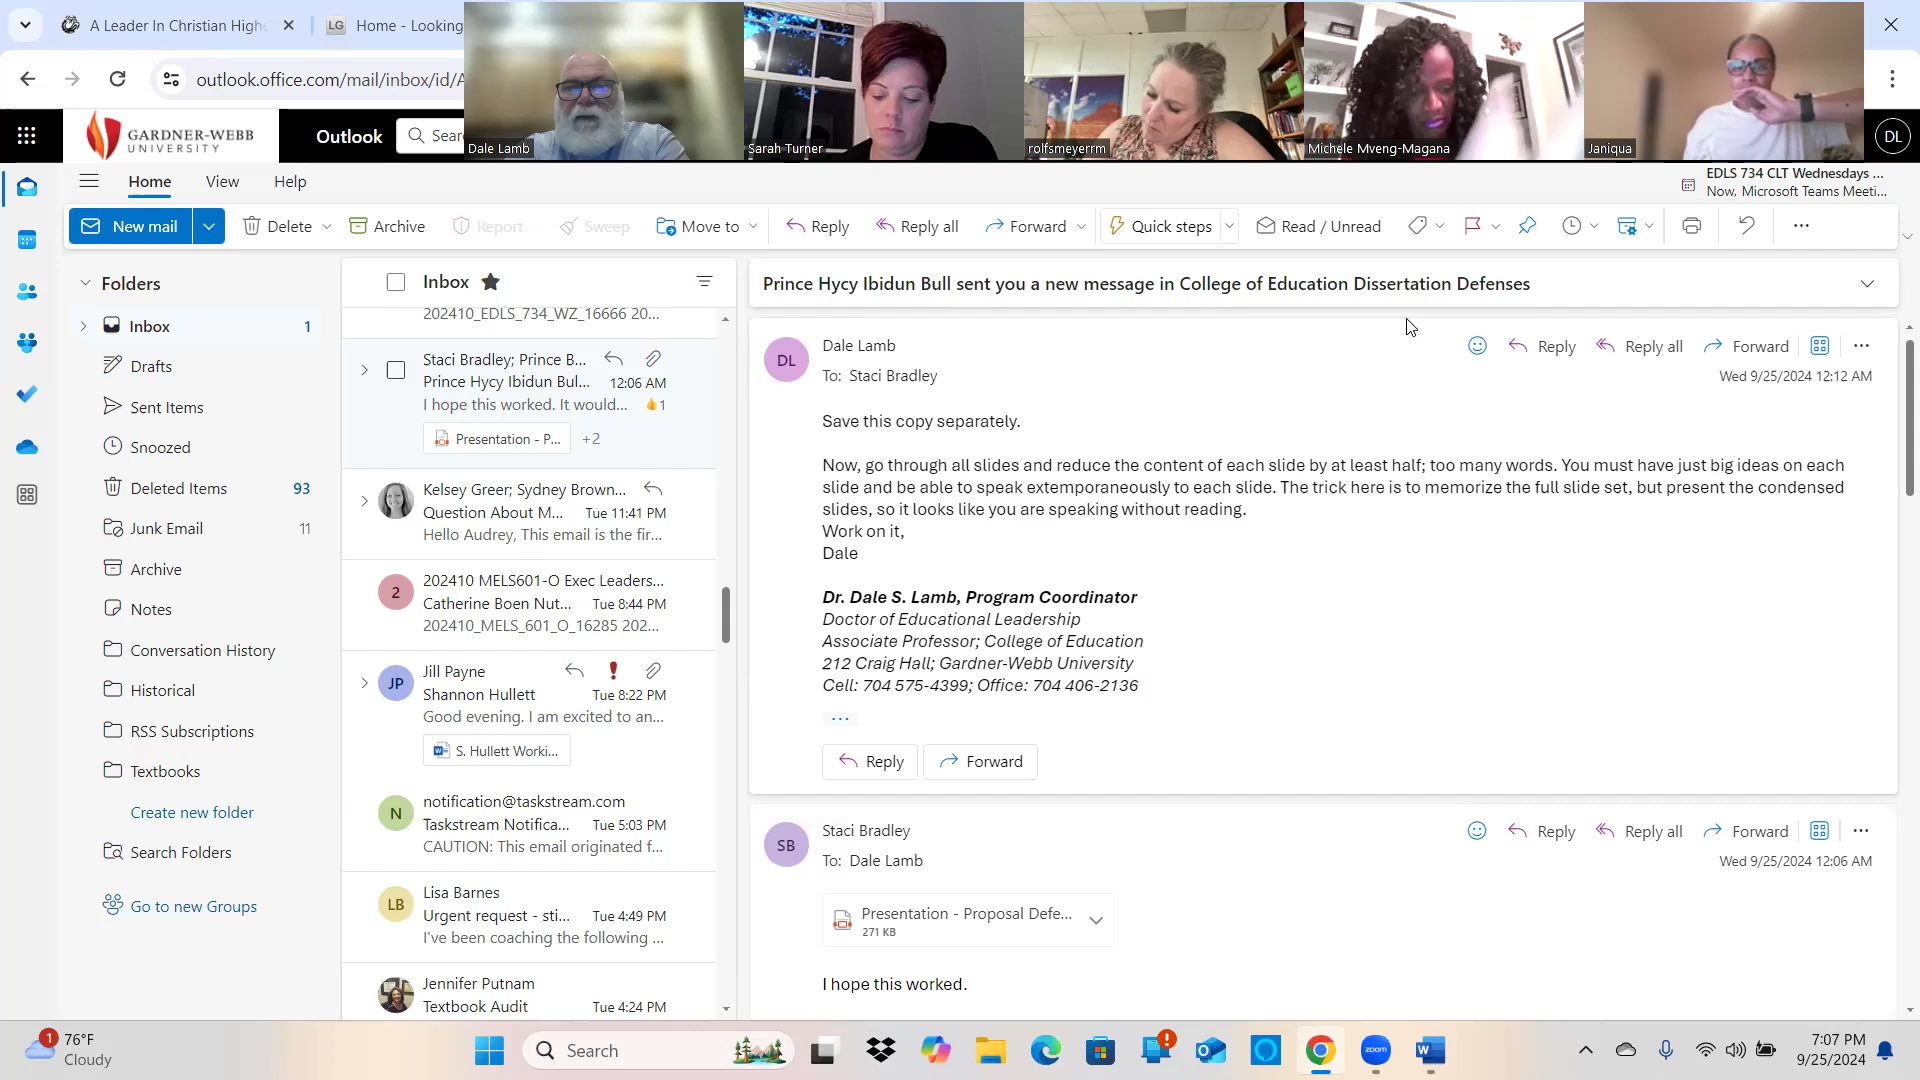 A Leader In Christian Highe
LG Home - Looking
outlook.office.com/mail/inbox/id/A
Dale Lamb
Sarah Turner
rolfsmeyerrm
Michele Mveng-Magana
Janiqua
GARDNER-WEBB
UNIVERSITY
Outlook
Sear
DL
Home
View
Help
EDLS 734 CLT Wednesdays ...
Now, Microsoft Teams Meeti...
New mail
Delete
Archive
Report
Sweep
Move to
Reply
Reply all
Forward
Quick steps
Read / Unread
Folders
Inbox 1
Drafts
Sent Items
Snoozed
Deleted Items 93
Junk Email 11
Archive
Notes
Conversation History
Historical
RSS Subscriptions
Textbooks
Create new folder
Search Folders
Go to new Groups
Inbox
202410_EDLS_734_WZ_16666 20...
Staci Bradley; Prince B...
Prince Hycy Ibidun Bul... 12:06 AM
I hope this worked. It would... 1
Presentation - P... +2
Kelsey Greer; Sydney Brown...
Question About M... Tue 11:41 PM
Hello Audrey, This email is the fir...
2
202410 MELS601-O Exec Leaders...
Catherine Boen Nut... Tue 8:44 PM
202410_MELS_601_O_16285 202...
JP
Jill Payne
Shannon Hullett Tue 8:22 PM
Good evening. I am excited to an...
S. Hullett Worki...
N
notification@taskstream.com
Taskstream Notifica... Tue 5:03 PM
CAUTION: This email originated f...
LB
Lisa Barnes
Urgent request - sti... Tue 4:49 PM
I've been coaching the following ...
Jennifer Putnam
Textbook Audit Tue 4:24 PM
Prince Hycy Ibidun Bull sent you a new message in College of Education Dissertation Defenses
DL
Dale Lamb
To: Staci Bradley
Reply
Reply all
Forward
Wed 9/25/2024 12:12 AM
Save this copy separately.
Now, go through all slides and reduce the content of each slide by at least half; too many words. You must have just big ideas on each
slide and be able to speak extemporaneously to each slide. The trick here is to memorize the full slide set, but present the condensed
slides, so it looks like you are speaking without reading.
Work on it,
Dale
Dr. Dale S. Lamb, Program Coordinator
Doctor of Educational Leadership
Associate Professor; College of Education
212 Craig Hall; Gardner-Webb University
Cell: 704 575-4399; Office: 704 406-2136
...
Reply
Forward
SB
Staci Bradley
To: Dale Lamb
Reply
Reply all
Forward
Wed 9/25/2024 12:06 AM
Presentation - Proposal Defe...
271 KB
I hope this worked.
1
76°F
Cloudy
Search
zoom
7:07 PM
9/25/2024